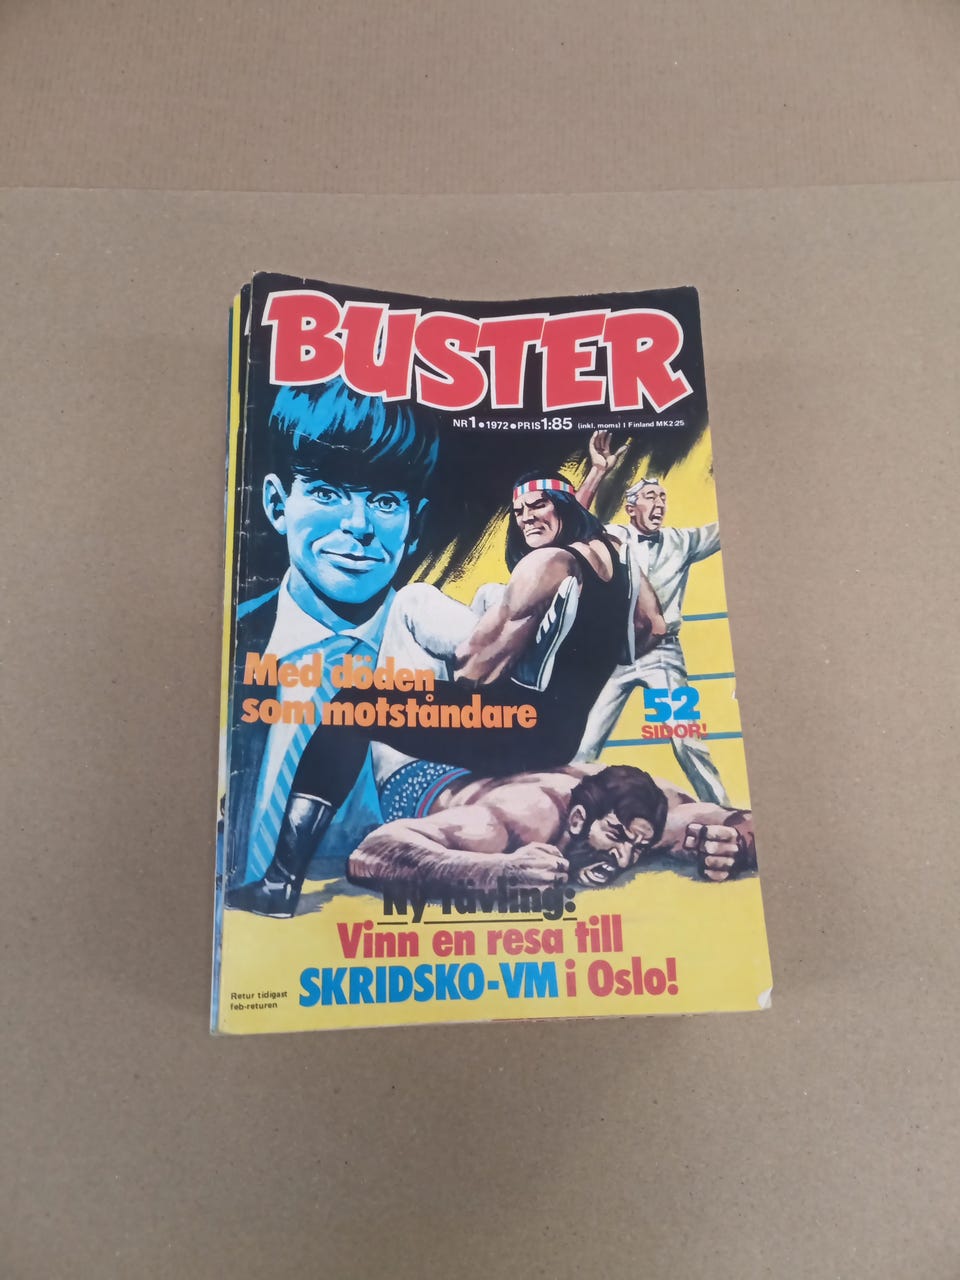 BUSTER
NR 1 • 1972 • PRIS 1:85 (inkl. moms) I Finland MK 2:25
Med döden
som motståndare
52
SIDOR!
Ny tävling:
Vinn en resa till
SKRIDSKO-VM i Oslo!
Retur tidigast
feb-returen